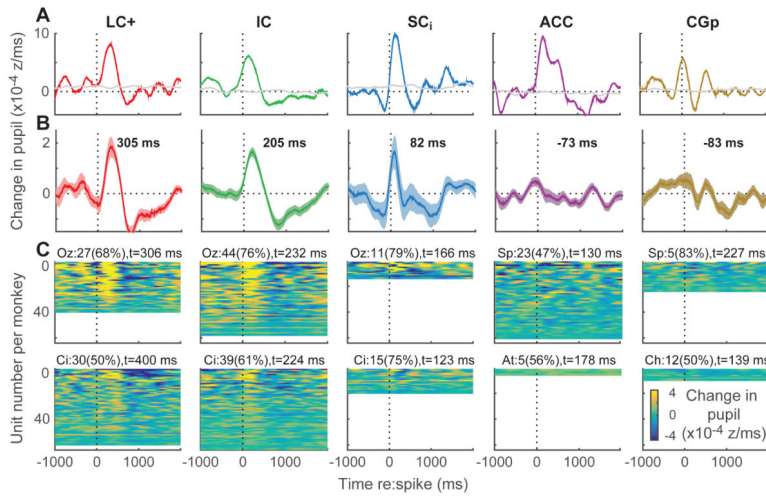 A LC+ IC SCi ACC CGp
10
0
Change in pupil (x10-4 z/ms)
B 305 ms 205 ms 82 ms -73 ms -83 ms
2
0
C Oz:27(68%),t=306 ms Oz:44(76%),t=232 ms Oz:11(79%),t=166 ms Sp:23(47%),t=130 ms Sp:5(83%),t=227 ms
0
40
Unit number per monkey
Ci:30(50%),t=400 ms Ci:39(61%),t=224 ms Ci:15(75%),t=123 ms At:5(56%),t=178 ms Ch:12(50%),t=139 ms
0
40
4
0
-4
Change in
pupil
(x10-4 z/ms)
-1000 0 1000 -1000 0 1000 -1000 0 1000 -1000 0 1000 -1000 0 1000
Time re:spike (ms)